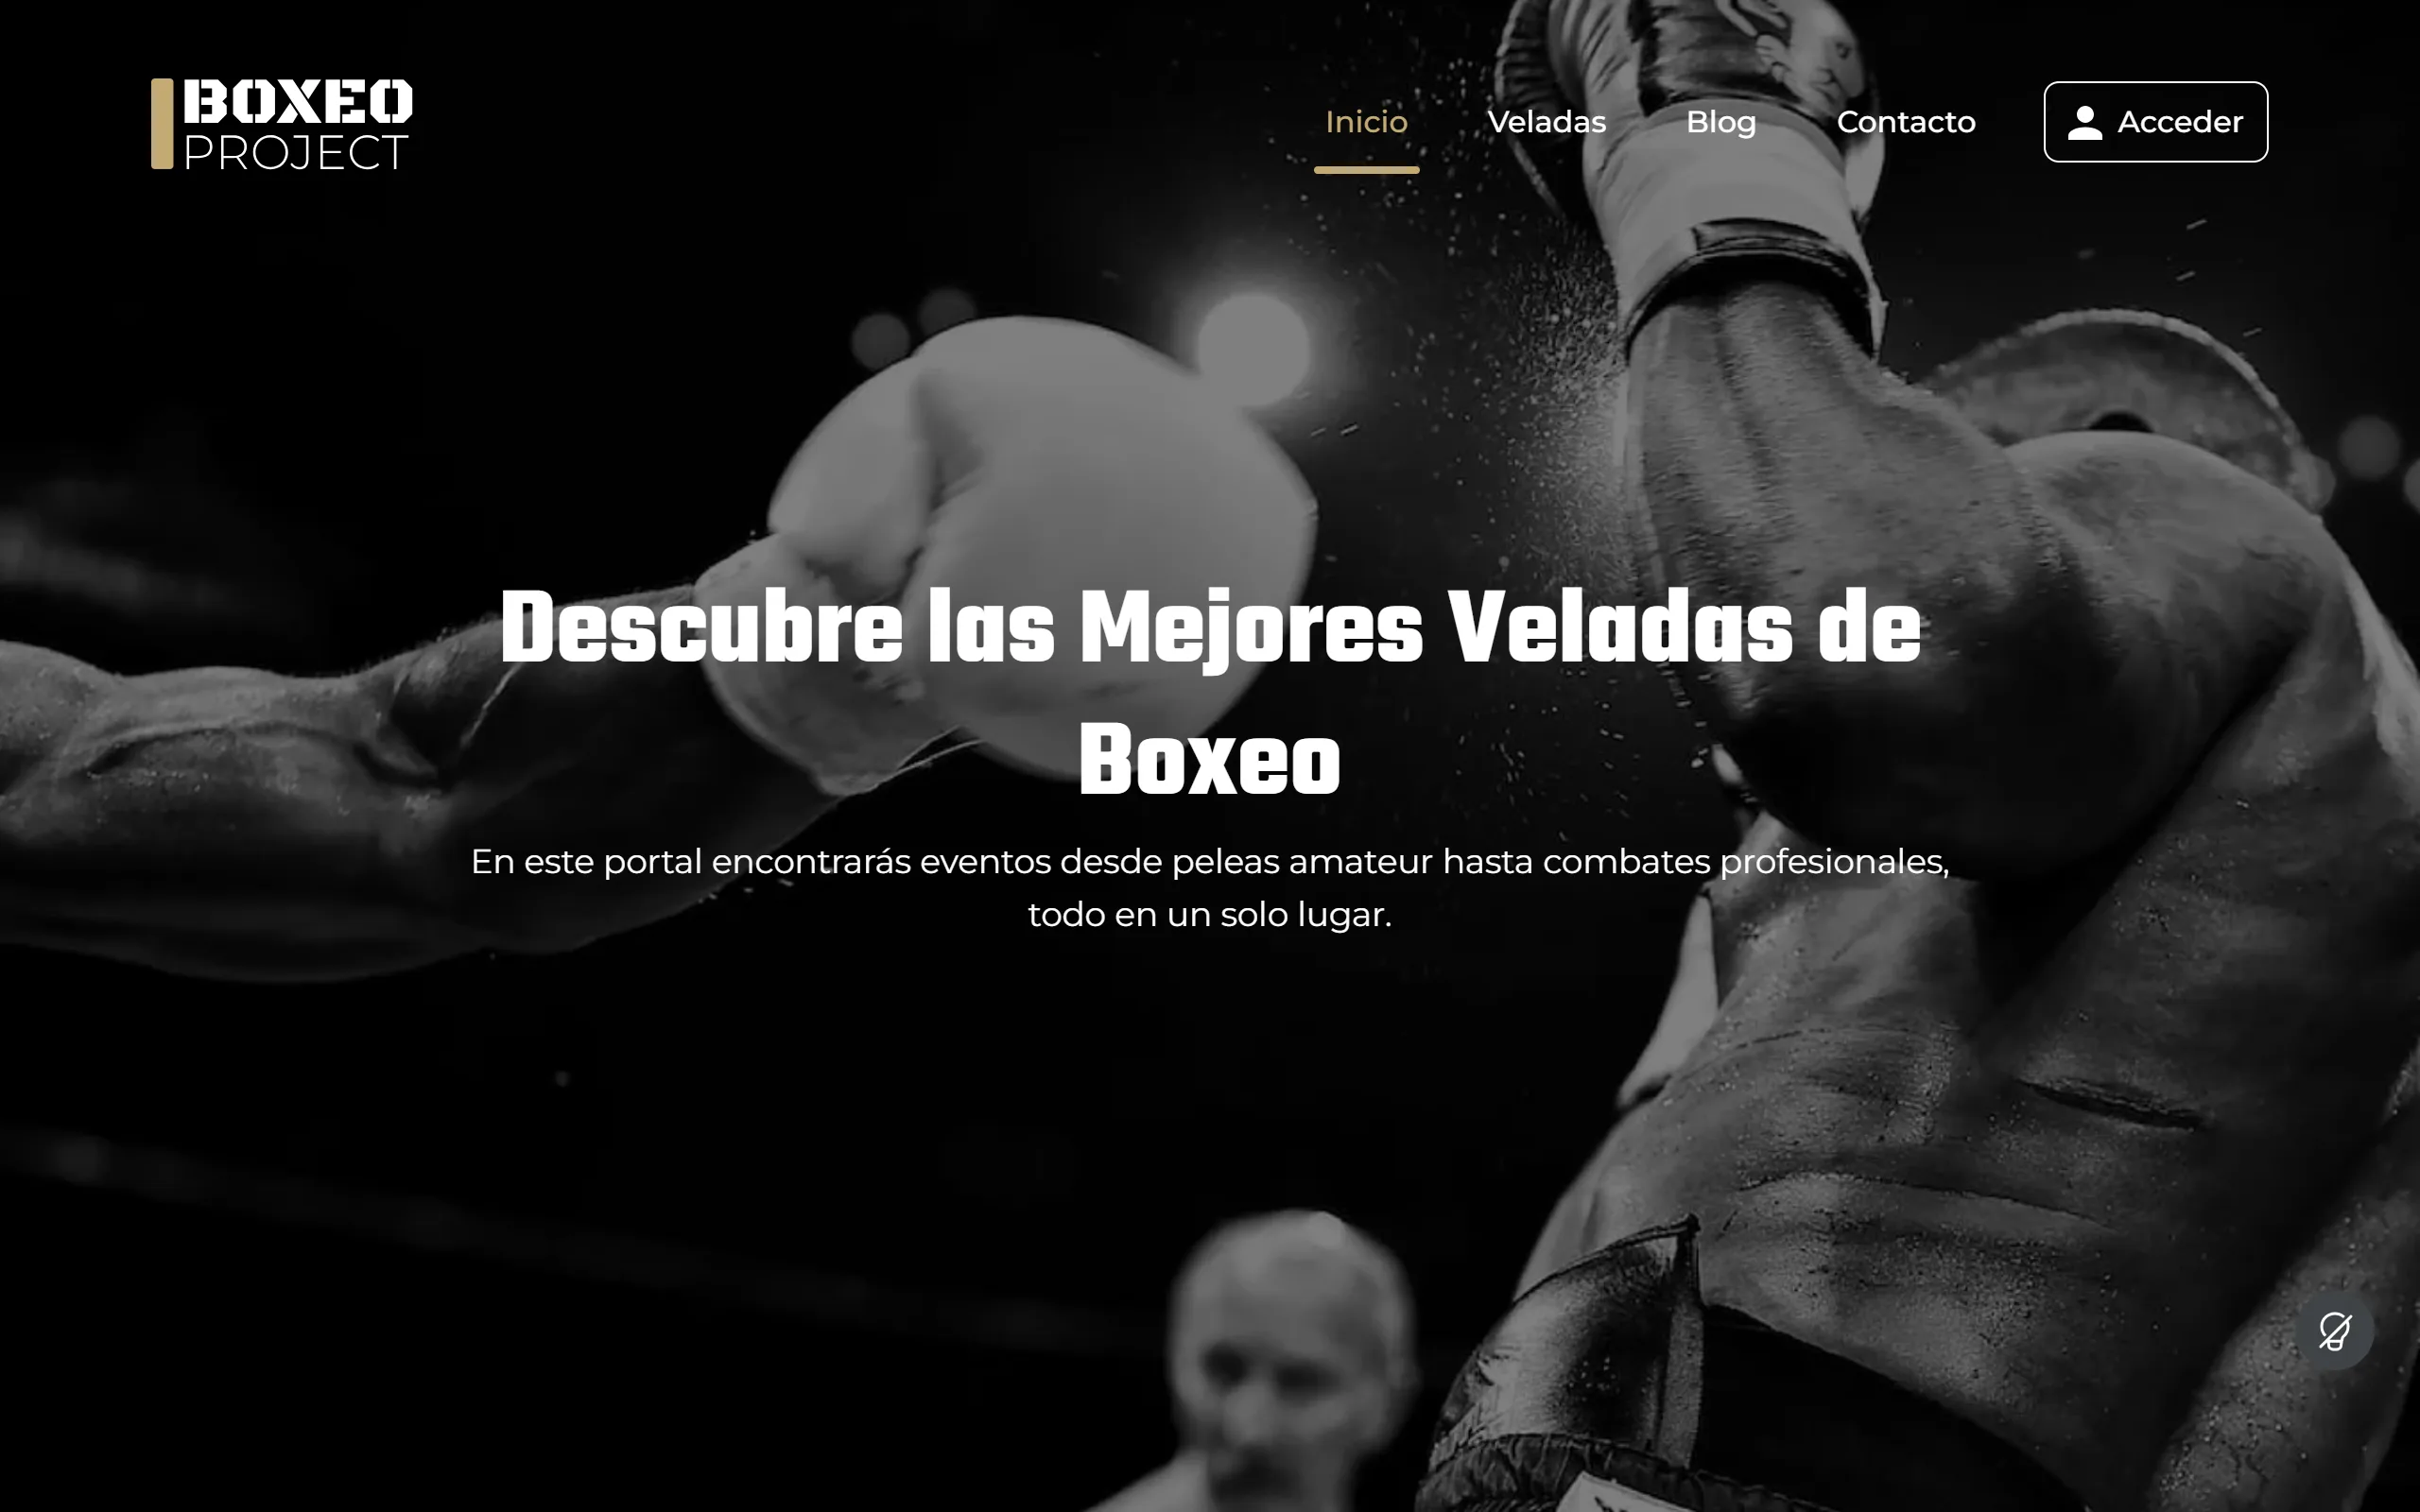 BOXEO
PROJECT
Inicio
Veladas
Blog
Contacto
Acceder
Descubre las Mejores Veladas de
Boxeo
En este portal encontrarás eventos desde peleas amateur hasta combates profesionales,
todo en un solo lugar.